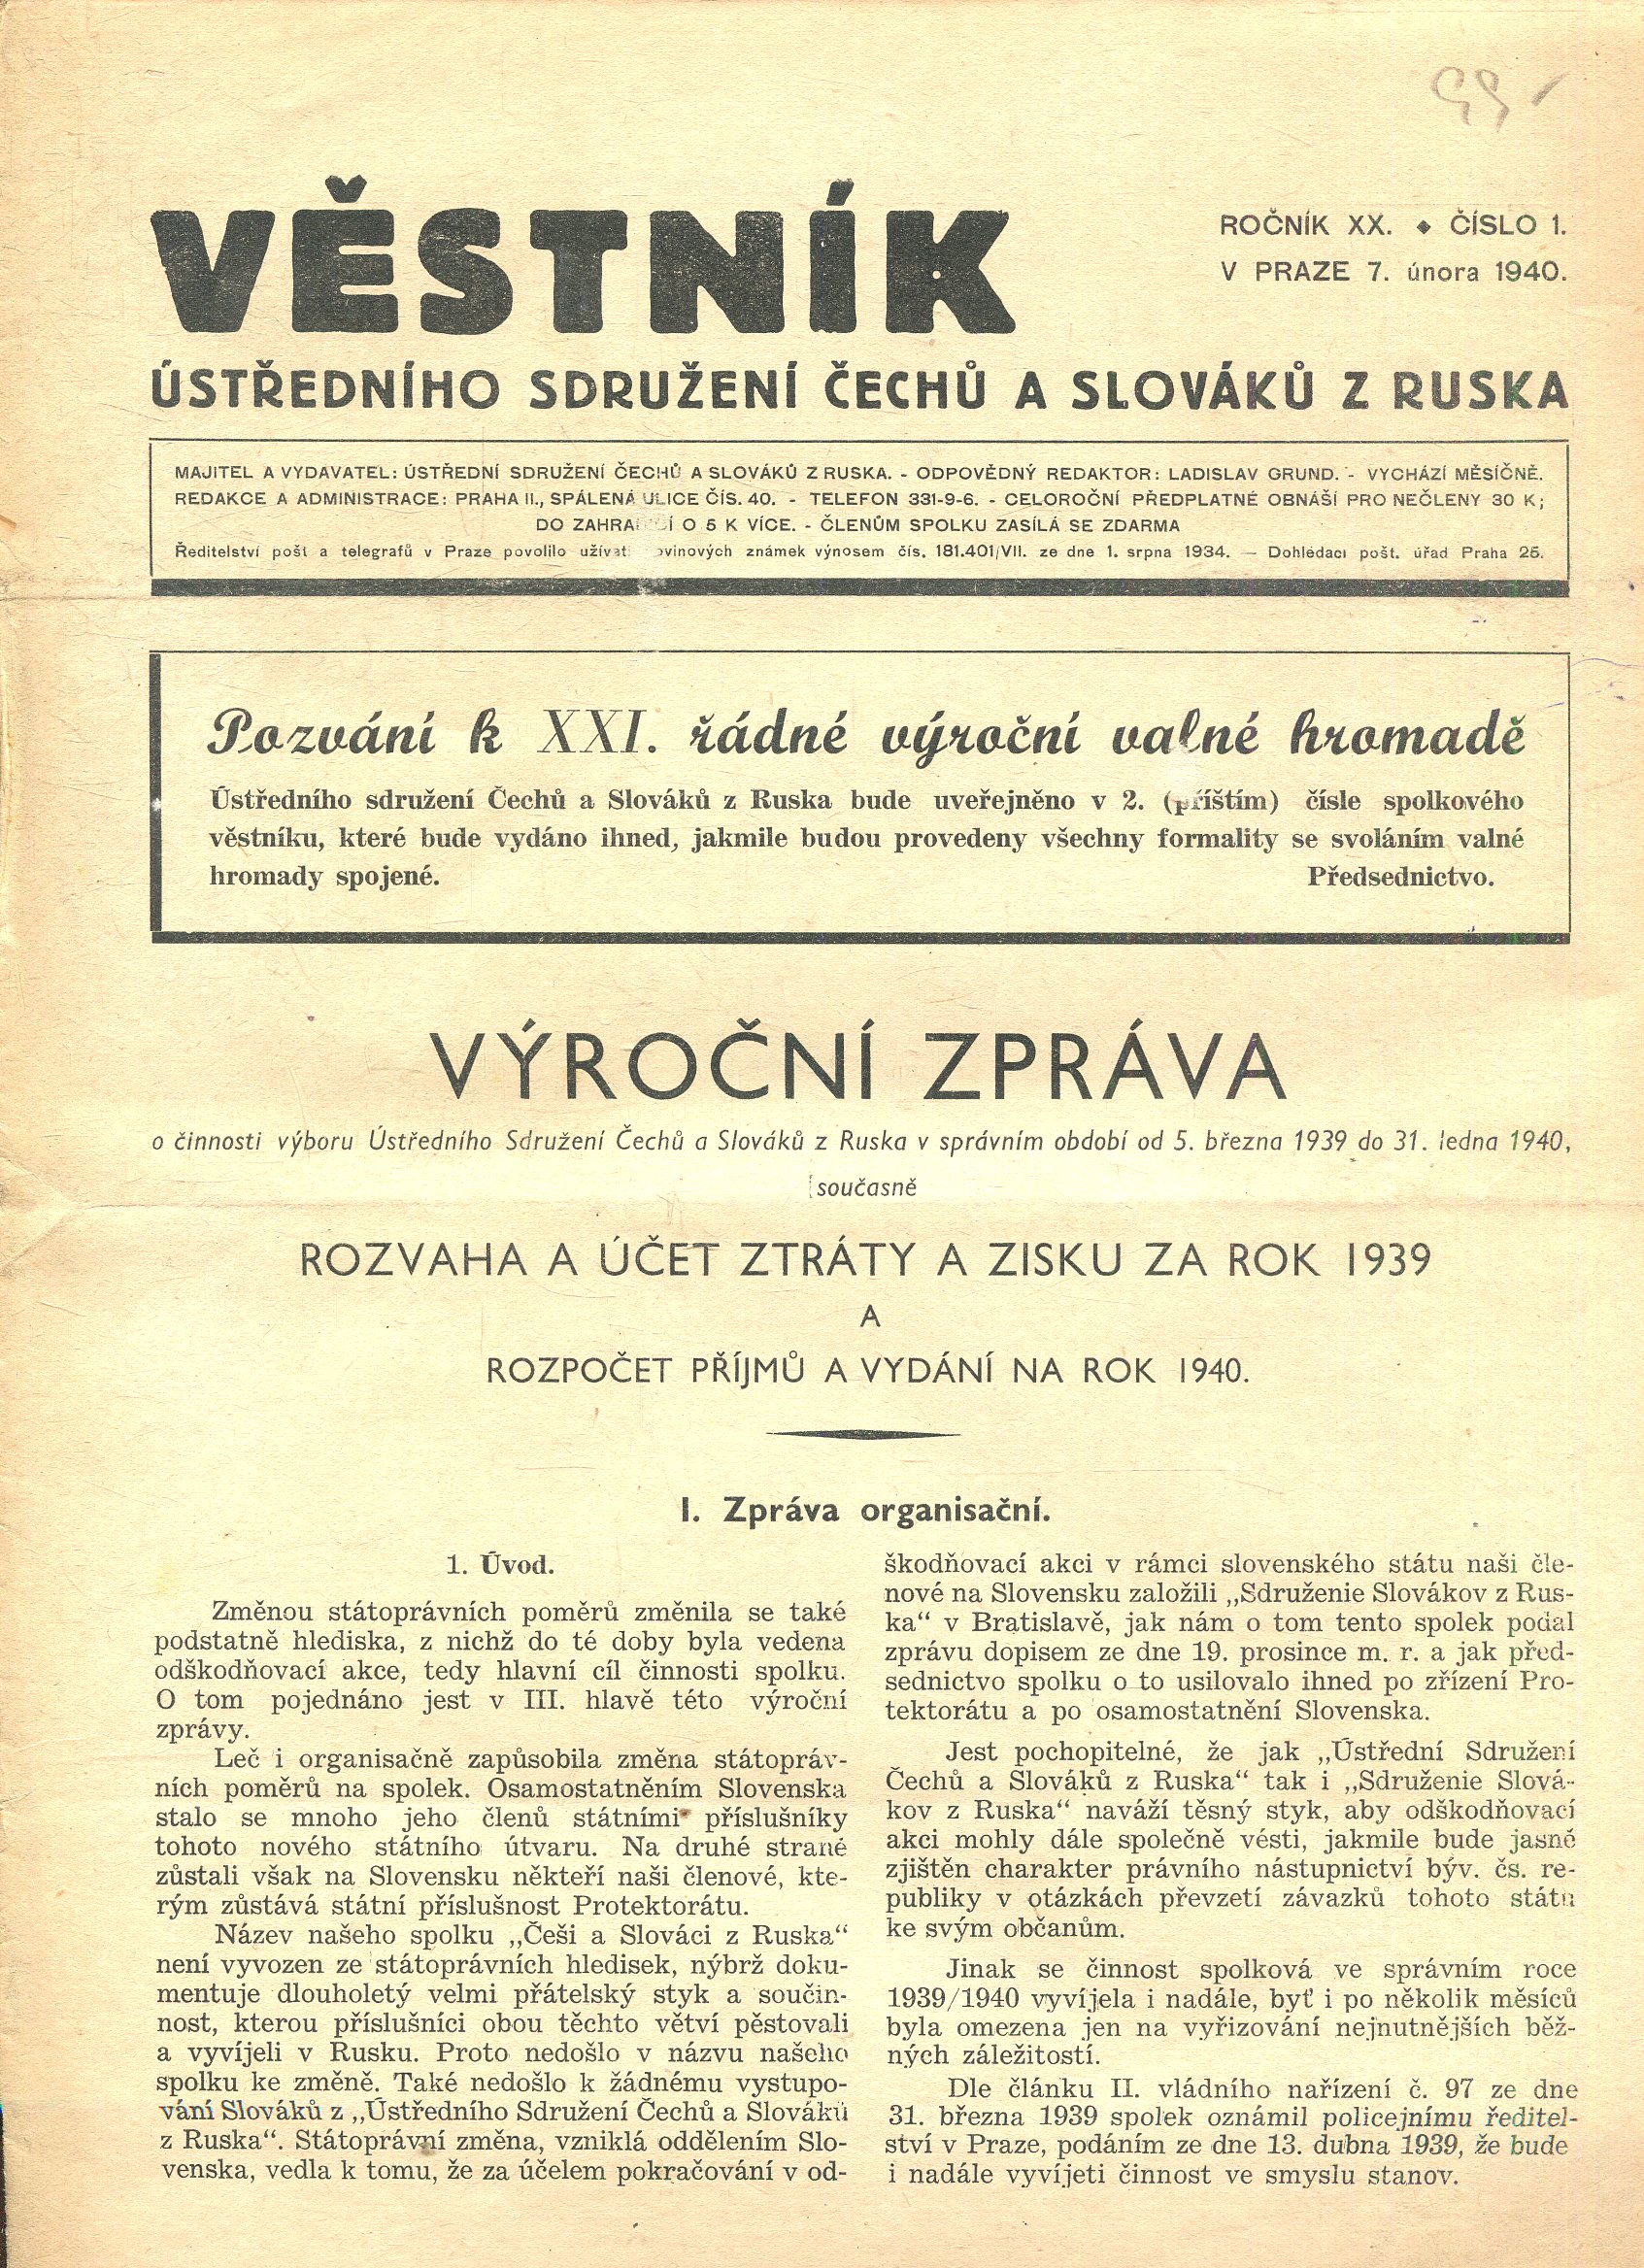 VĚSTNÍK
ROČNÍK XX. ◆ ČÍSLO 1.
V PRAZE 7. února 1940.
ÚSTŘEDNÍHO SDRUŽENÍ ČECHŮ A SLOVÁKŮ Z RUSKA
MAJITEL A VYDAVATEL: ÚSTŘEDNÍ SDRUŽENÍ ČECHŮ A SLOVÁKŮ Z RUSKA. - ODPOVĚDNÝ REDAKTOR: LADISLAV GRUND. - VYCHÁZÍ MĚSÍČNĚ.
REDAKCE A ADMINISTRACE: PRAHA II., SPÁLENÁ ULICE ČÍS. 40. - TELEFON 331-9-6. - CELOROČNÍ PŘEDPLATNÉ OBNÁŠÍ PRO NEČLENY 30 K;
DO O 5 K VÍCE. - ČLENŮM SPOLKU ZASÍLÁ SE ZDARMA
Ředitelství pošt a telegrafů v Praze povolilo známek výnosem čís. 181.401/VII. ze dne 1. srpna 1934. — Dohlédací pošt. úřad Praha 25.
Pozvání k XXI. řádné výroční valné hromadě
Ústředního sdružení Čechů a Slováků z Ruska bude uveřejněno v 2. (příštím) čísle spolkového
věstníku, které bude vydáno ihned, jakmile budou provedeny všechny formality se svoláním valné
hromady spojené. Předsednictvo.
VÝROČNÍ ZPRÁVA
o činnosti výboru Ústředního Sdružení Čechů a Slováků z Ruska v správním období od 5. března 1939 do 31. ledna 1940,
současně
ROZVAHA A ÚČET ZTRÁTY A ZISKU ZA ROK 1939
A
ROZPOČET PŘÍJMŮ A VYDÁNÍ NA ROK 1940.
I. Zpráva organisační.
1. Úvod.
Změnou státoprávních poměrů změnila se také
podstatně hlediska, z nichž do té doby byla vedena
odškodňovací akce, tedy hlavní cíl činnosti spolku.
O tom pojednáno jest v III. hlavě této výroční
zprávy.
Leč i organisačně zapůsobila změna státopráv-
ních poměrů na spolek. Osamostatněním Slovenska
stalo se mnoho jeho členů státními příslušníky
tohoto nového státního útvaru. Na druhé straně
zůstali však na Slovensku někteří naši členové, kte-
rým zůstává státní příslušnost Protektorátu.
Název našeho spolku „Češi a Slováci z Ruska“
není vyvozen ze státoprávních hledisek, nýbrž doku-
mentuje dlouholetý velmi přátelský styk a součin-
nost, kterou příslušníci obou těchto větví pěstovali
a vyvíjeli v Rusku. Proto nedošlo v názvu našeho
spolku ke změně. Také nedošlo k žádnému vystupo-
vání Slováků z „Ústředního Sdružení Čechů a Slováků
z Ruska“. Státoprávní změna, vzniklá oddělením Slo-
venska, vedla k tomu, že za účelem pokračování v od-
škodňovací akci v rámci slovenského státu naši čle-
nové na Slovensku založili „Sdruženie Slovákov z Rus-
ka“ v Bratislavě, jak nám o tom tento spolek podal
zprávu dopisem ze dne 19. prosince m. r. a jak před-
sednictvo spolku o to usilovalo ihned po zřízení Pro-
tektorátu a po osamostatnění Slovenska.
Jest pochopitelné, že jak „Ústřední Sdružení
Čechů a Slováků z Ruska“ tak i „Sdruženie Slová-
kov z Ruska“ naváží těsný styk, aby odškodňovací
akci mohly dále společně vésti, jakmile bude jasně
zjištěn charakter právního nástupnictví býv. čs. re-
publiky v otázkách převzetí závazků tohoto státu
ke svým občanům.
Jinak se činnost spolková ve správním roce
1939/1940 vyvíjela i nadále, byť i po několik měsíců
byla omezena jen na vyřizování nejnutnějších běž-
ných záležitostí.
Dle článku II. vládního nařízení č. 97 ze dne
31. března 1939 spolek oznámil policejnímu ředitel-
ství v Praze, podáním ze dne 13. dubna 1939, že bude
i nadále vyvíjeti činnost ve smyslu stanov.